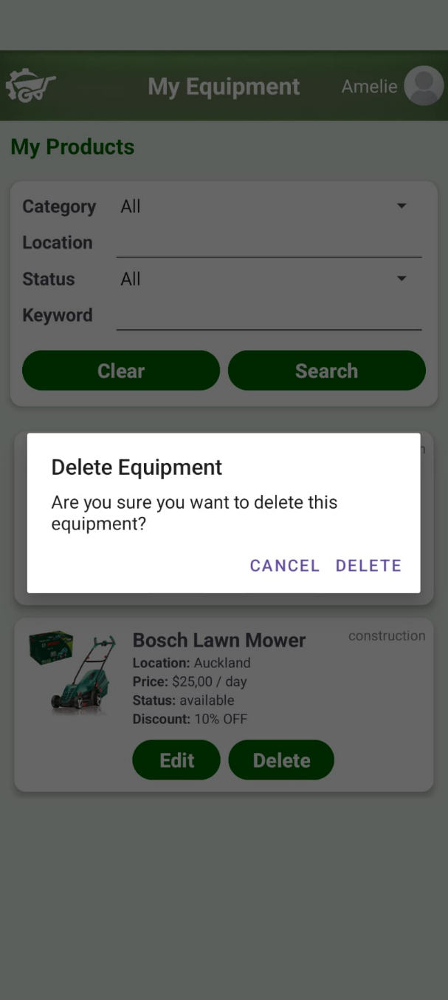 My Equipment
Amelie
My Products
Category All
Location
Status All
Keyword
Clear Search
Delete Equipment
Are you sure you want to delete this
equipment?
CANCEL DELETE
Bosch Lawn Mower construction
Location: Auckland
Price: $25,00 / day
Status: available
Discount: 10% OFF
Edit Delete